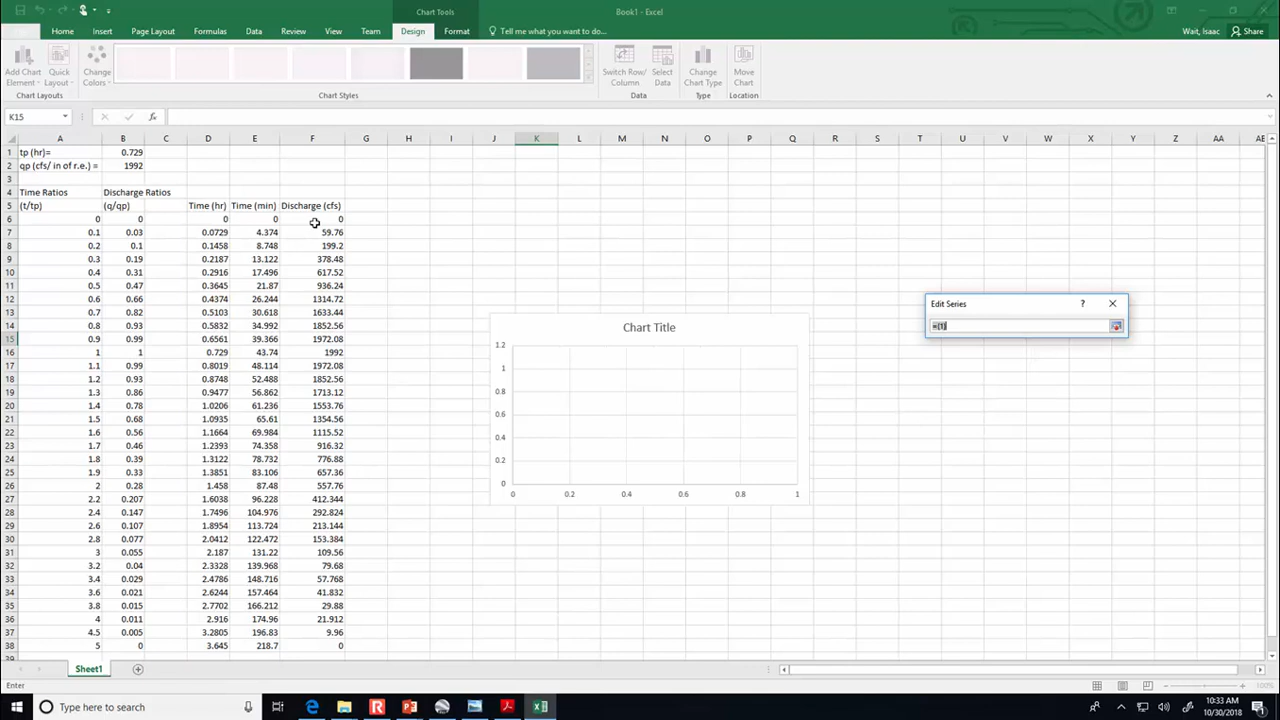 Chart Tools
Book1 - Excel
Home Insert Page Layout Formulas Data Review View Team Design Format Tell me what you want to do... Wait, Isaac Share
Add Chart Element Quick Layout Change Colors Switch Row/ Column Select Data Change Chart Type Move Chart
Chart Layouts Chart Styles Data Type Location
K15 fx
A B C D E F G H I J K L M N O P Q R S T U V W X Y Z AA AE
1 tp (hr)= 0.729
2 qp (cfs/ in of r.e.) = 1992
3
4 Time Ratios Discharge Ratios
5 (t/tp) (q/qp) Time (hr) Time (min) Discharge (cfs)
6 0 0 0 0 0
7 0.1 0.03 0.0729 4.374 59.76
8 0.2 0.1 0.1458 8.748 199.2
9 0.3 0.19 0.2187 13.122 378.48
10 0.4 0.31 0.2916 17.496 617.52
11 0.5 0.47 0.3645 21.87 936.24
12 0.6 0.66 0.4374 26.244 1314.72
13 0.7 0.82 0.5103 30.618 1633.44
14 0.8 0.93 0.5832 34.992 1852.56
15 0.9 0.99 0.6561 39.366 1972.08
16 1 1 0.729 43.74 1992
17 1.1 0.99 0.8019 48.114 1972.08
18 1.2 0.93 0.8748 52.488 1852.56
19 1.3 0.86 0.9477 56.862 1713.12
20 1.4 0.78 1.0206 61.236 1553.76
21 1.5 0.68 1.0935 65.61 1354.56
22 1.6 0.56 1.1664 69.984 1115.52
23 1.7 0.46 1.2393 74.358 916.32
24 1.8 0.39 1.3122 78.732 776.88
25 1.9 0.33 1.3851 83.106 657.36
26 2 0.28 1.458 87.48 557.76
27 2.2 0.207 1.6038 96.228 412.344
28 2.4 0.147 1.7496 104.976 292.824
29 2.6 0.107 1.8954 113.724 213.144
30 2.8 0.077 2.0412 122.472 153.384
31 3 0.055 2.187 131.22 109.56
32 3.2 0.04 2.3328 139.968 79.68
33 3.4 0.029 2.4786 148.716 57.768
34 3.6 0.021 2.6244 157.464 41.832
35 3.8 0.015 2.7702 166.212 29.88
36 4 0.011 2.916 174.96 21.912
37 4.5 0.005 3.2805 196.83 9.96
38 5 0 3.645 218.7 0
Chart Title
1.2
1
0.8
0.6
0.4
0.2
0
0 0.2 0.4 0.6 0.8 1
Edit Series ?
={1}
Sheet1
Enter 100%
Type here to search
10:33 AM
10/30/2018